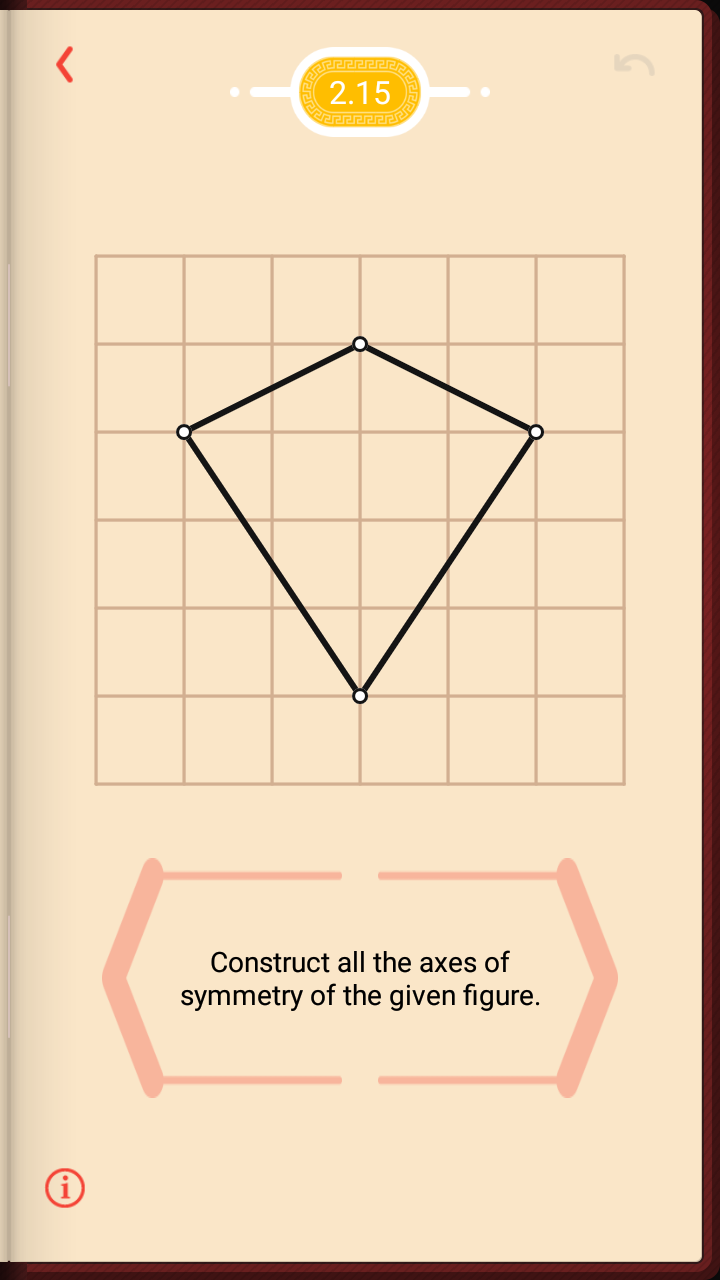 2.15
Construct all the axes of
symmetry of the given figure.
i